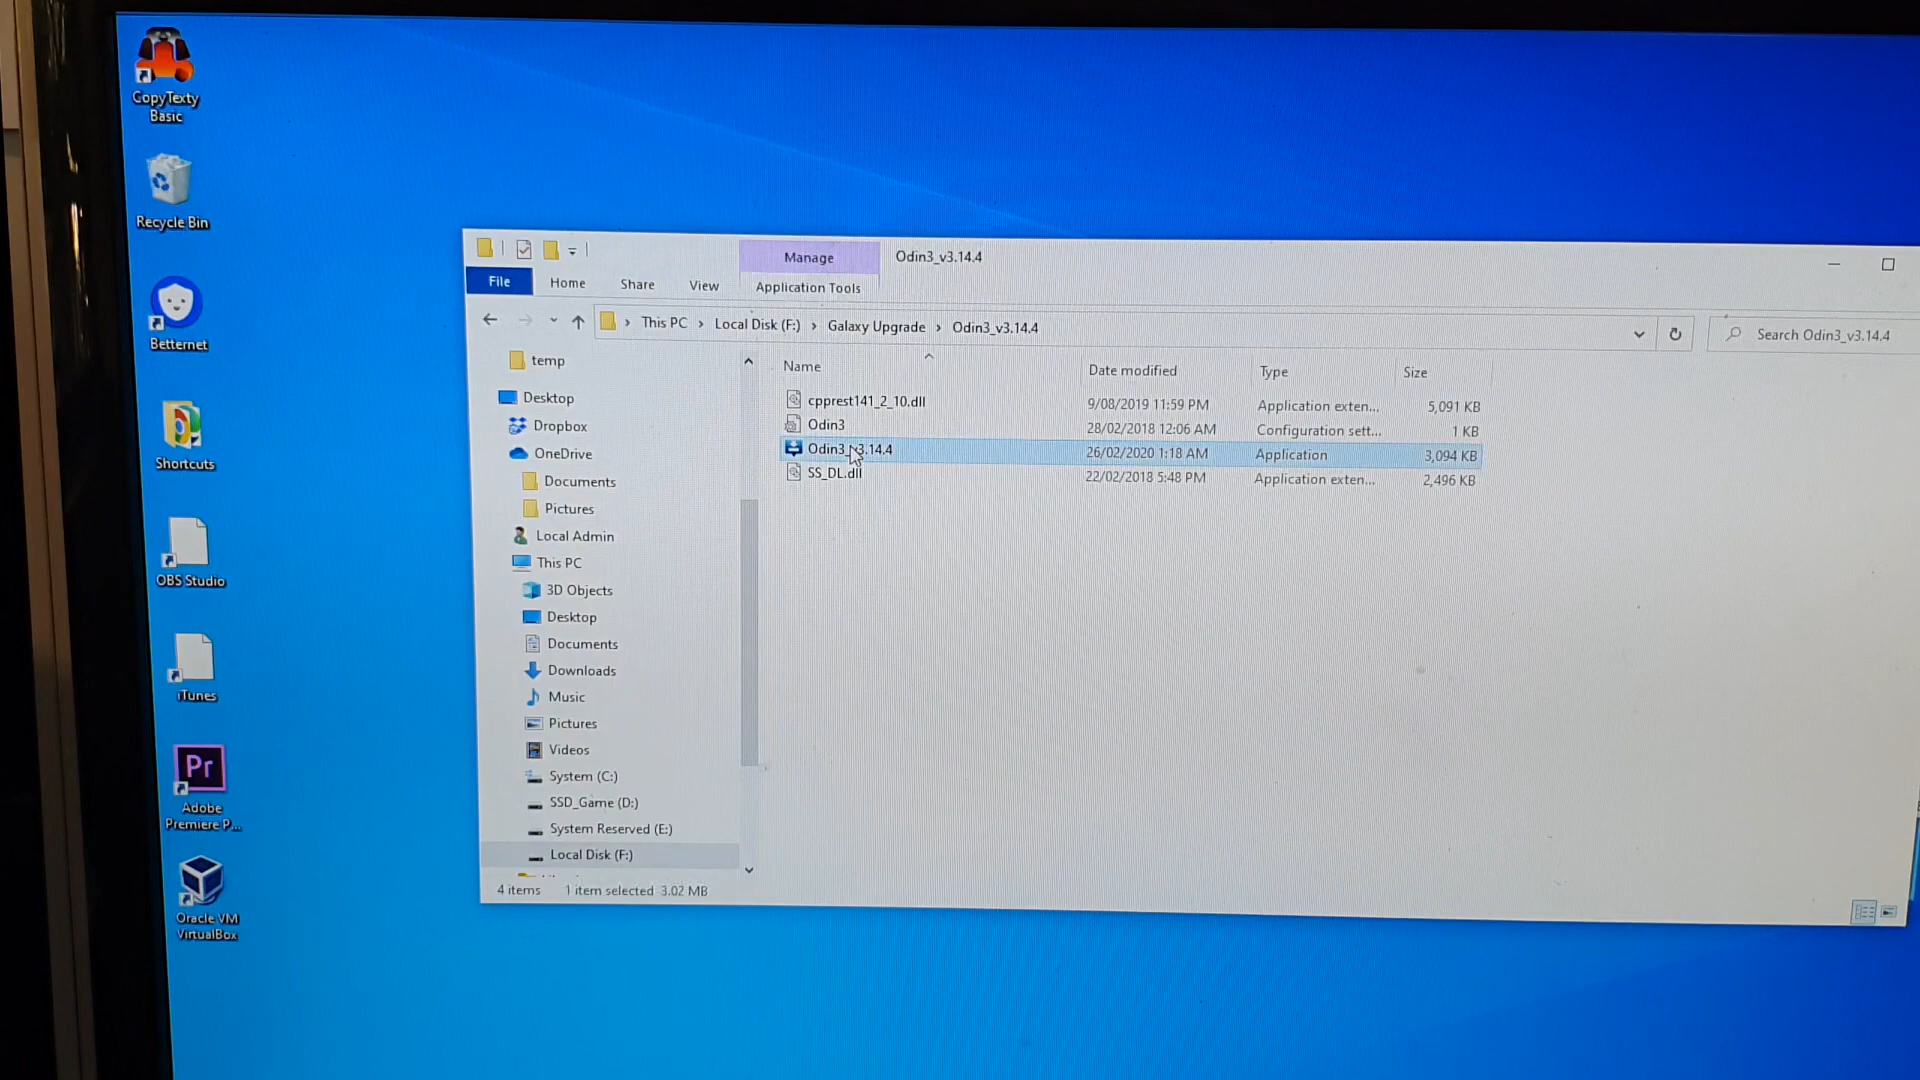 CopyTexty
Basic
Recycle Bin
Betternet
Shortcuts
OBS Studio
iTunes
Pr
Adobe
Premiere P...
Oracle VM
VirtualBox
Manage
Odin3_v3.14.4
File
Home
Share
View
Application Tools
This PC > Local Disk (F:) > Galaxy Upgrade > Odin3_v3.14.4
Search Odin3_v3.14.4
temp
Desktop
Dropbox
OneDrive
Documents
Pictures
Local Admin
This PC
3D Objects
Desktop
Documents
Downloads
Music
Pictures
Videos
System (C:)
SSD_Game (D:)
System Reserved (E:)
Local Disk (F:)
Name Date modified Type Size
cpprest141_2_10.dll 9/08/2019 11:59 PM Application exten... 5,091 KB
Odin3 28/02/2018 12:06 AM Configuration sett... 1 KB
Odin3_v3.14.4 26/02/2020 1:18 AM Application 3,094 KB
SS_DL.dll 22/02/2018 5:48 PM Application exten... 2,496 KB
4 items 1 item selected 3.02 MB